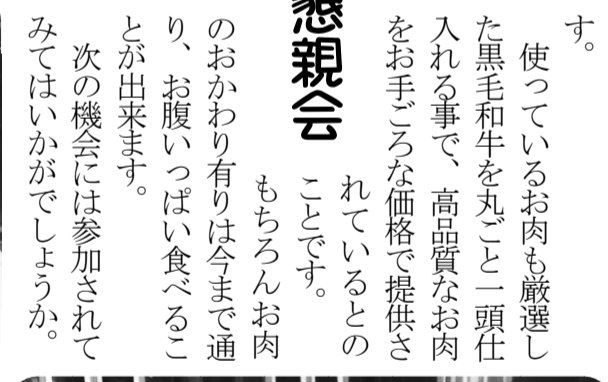 す。
使っているお肉も厳選し
た黒毛和牛を丸ごと一頭仕
入れる事で、高品質なお肉
をお手ごろな価格で提供さ
れているとの
ことです。
懇親会
もちろんお肉
のおかわり有りは今まで通
り、お腹いっぱい食べるこ
とが出来ます。
次の機会には参加されて
みてはいかがでしょうか。